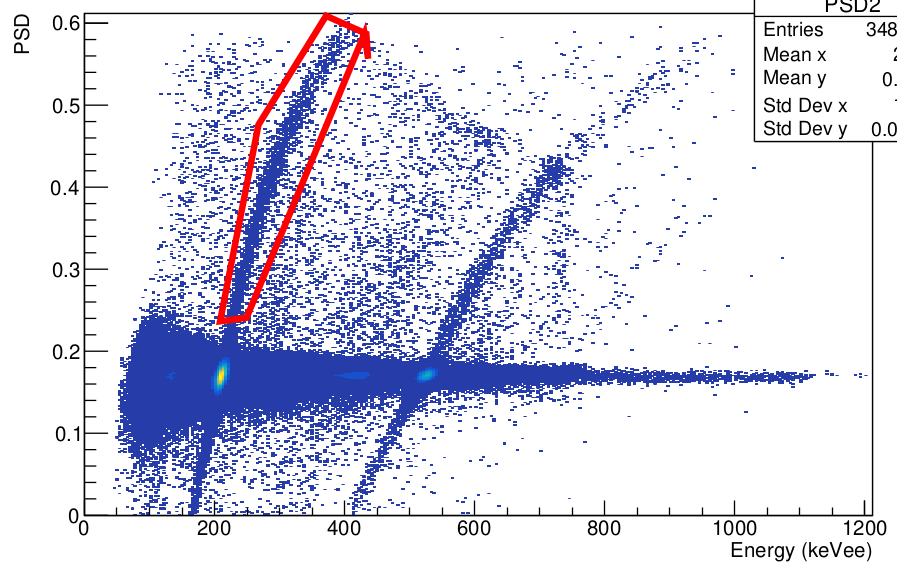 PSD2
Entries 348
Mean x 2
Mean y 0.
Std Dev x
Std Dev y 0.0
PSD
0.6
0.5
0.4
0.3
0.2
0.1
0
0 200 400 600 800 1000 1200
Energy (keVee)